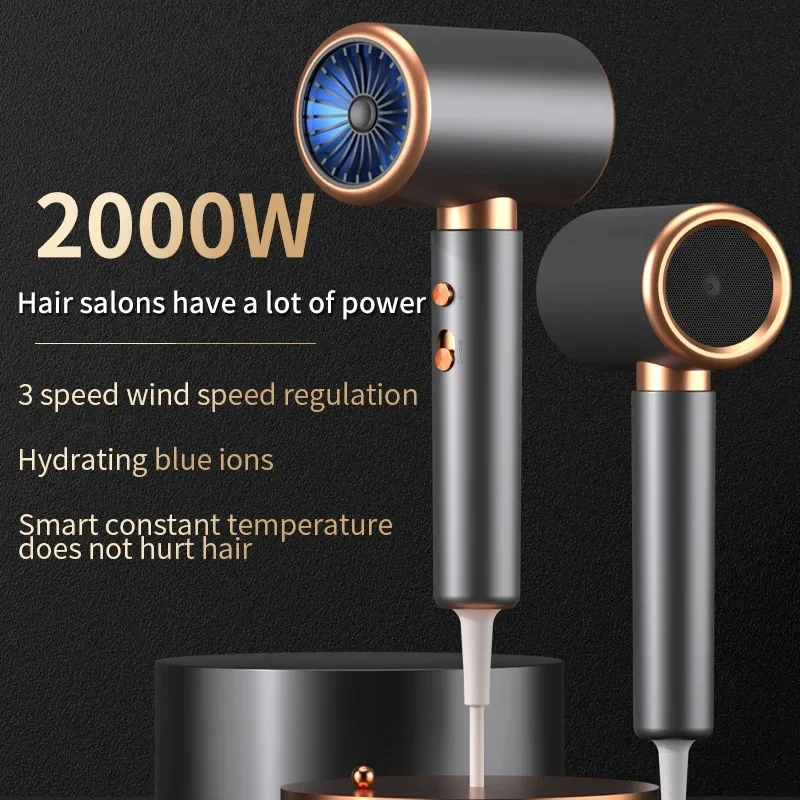 2000W
Hair salons have a lot of power
3 speed wind speed regulation
Hydrating blue ions
Smart constant temperature
does not hurt hair